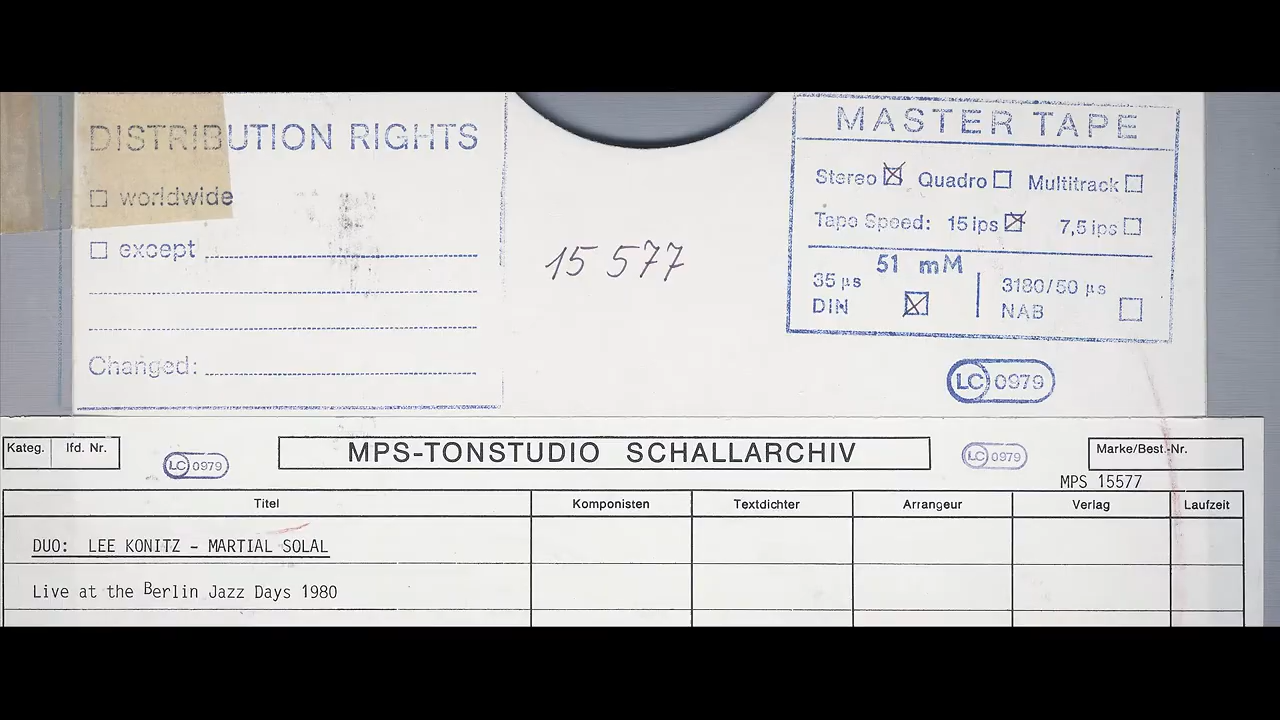 DISTRIBUTION RIGHTS
☐ worldwide
☐ except
Changed:
15 577
MASTER TAPE
Stereo ☒ Quadro ☐ Multitrack ☐
Tape Speed: 15 ips ☒ 7,5 ips ☐
51 mM
35 µs
DIN ☒
3180/50 µs
NAB ☐
LC 0979
Kateg. lfd. Nr.
LC 0979
MPS-TONSTUDIO SCHALLARCHIV
LC 0979
Marke/Best.-Nr.
MPS 15577
Titel Komponisten Textdichter Arrangeur Verlag Laufzeit
DUO: LEE KONITZ - MARTIAL SOLAL
Live at the Berlin Jazz Days 1980